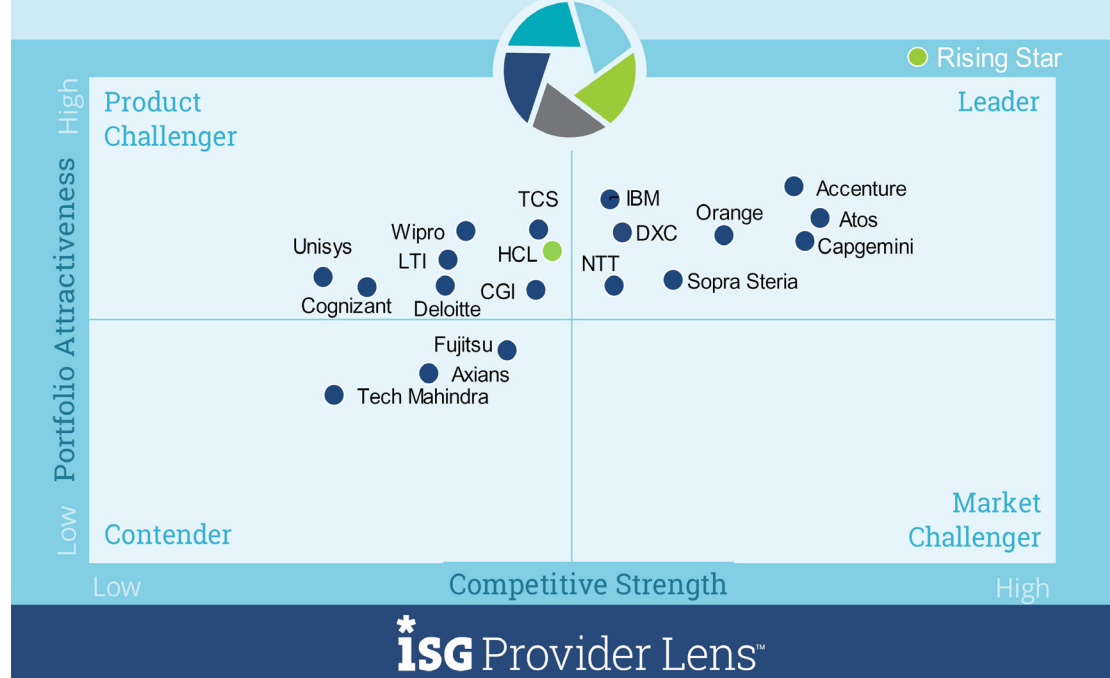 Rising Star
High
Product
Challenger
Leader
Portfolio Attractiveness
Accenture
IBM
TCS
Orange
Atos
Wipro
DXC
Capgemini
Unisys
HCL
LTI
NTT
Sopra Steria
CGI
Cognizant
Deloitte
Fujitsu
Axians
Tech Mahindra
Low
Contender
Market
Challenger
Low
Competitive Strength
High
*isG Provider Lens™